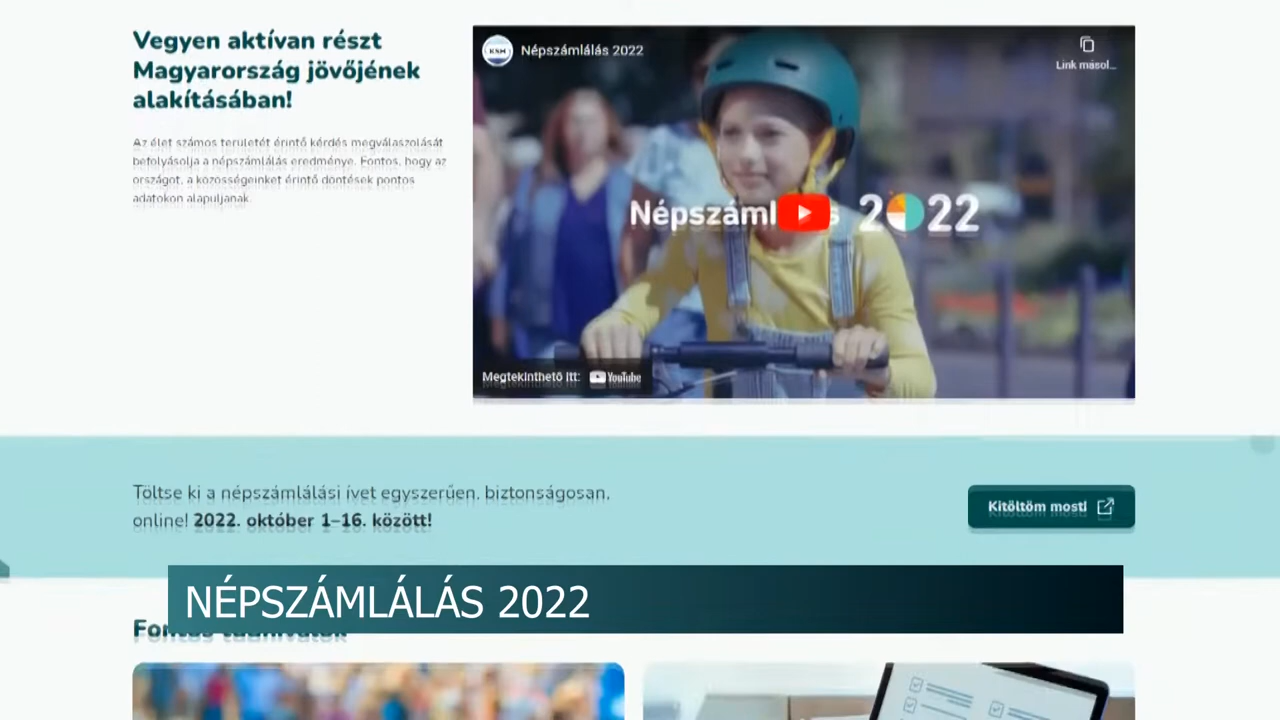 Vegyen aktívan részt
Magyarország jövőjének
alakításában!
Az élet számos területét érintő kérdés megválaszolását
befolyásolja a népszámlálás eredménye. Fontos, hogy az
országot, a közösségeinket érintő döntések pontos
adatokon alapuljanak.
KSH
Népszámlálás 2022
Link másol...
2022
Megtekinthető itt:
YouTube
Töltse ki a népszámlálási ívet egyszerűen, biztonságosan,
online! 2022. október 1–16. között!
Kitöltöm most!
NÉPSZÁMLÁLÁS 2022